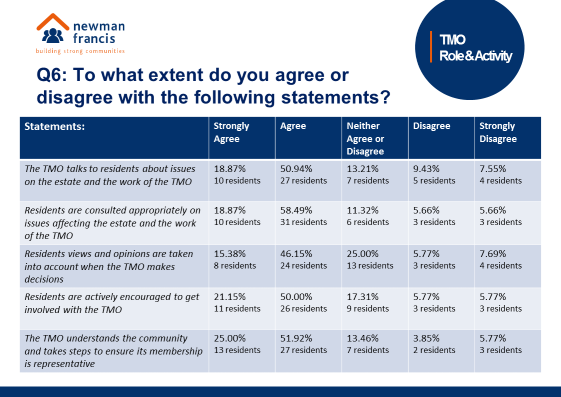 newman
francis
building strong communities
TMO
Role & Activity
Q6: To what extent do you agree or
disagree with the following statements?
Statements:
Strongly
Agree
Agree
Neither
Agree or
Disagree
Disagree
Strongly
Disagree
The TMO talks to residents about issues
on the estate and the work of the TMO
18.87%
10 residents
50.94%
27 residents
13.21%
7 residents
9.43%
5 residents
7.55%
4 residents
Residents are consulted appropriately on
issues affecting the estate and the work
of the TMO
18.87%
10 residents
58.49%
31 residents
11.32%
6 residents
5.66%
3 residents
5.66%
3 residents
Residents views and opinions are taken
into account when the TMO makes
decisions
15.38%
8 residents
46.15%
24 residents
25.00%
13 residents
5.77%
3 residents
7.69%
4 residents
Residents are actively encouraged to get
involved with the TMO
21.15%
11 residents
50.00%
26 residents
17.31%
9 residents
5.77%
3 residents
5.77%
3 residents
The TMO understands the community
and takes steps to ensure its membership
is representative
25.00%
13 residents
51.92%
27 residents
13.46%
7 residents
3.85%
2 residents
5.77%
3 residents